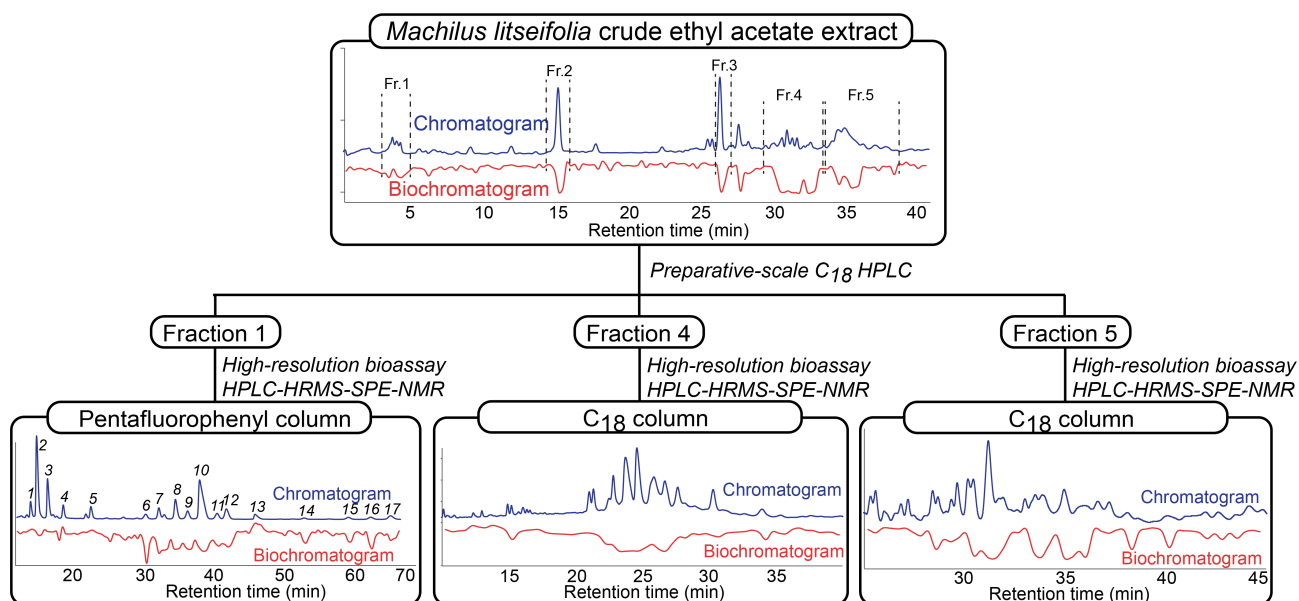 Machilus litseifolia crude ethyl acetate extract
Fr.1
Fr.2
Fr.3
Fr.4
Fr.5
Chromatogram
Biochromatogram
5 10 15 20 25 30 35 40
Retention time (min)
Preparative-scale C18 HPLC
Fraction 1
High-resolution bioassay
HPLC-HRMS-SPE-NMR
Pentafluorophenyl column
1 2 3 4 5 6 7 8 9 10 11 12 13 14 15 16 17
Chromatogram
Biochromatogram
20 30 40 50 60 70
Retention time (min)
Fraction 4
High-resolution bioassay
HPLC-HRMS-SPE-NMR
C18 column
Chromatogram
Biochromatogram
15 20 25 30 35
Retention time (min)
Fraction 5
High-resolution bioassay
HPLC-HRMS-SPE-NMR
C18 column
Chromatogram
Biochromatogram
30 35 40 45
Retention time (min)